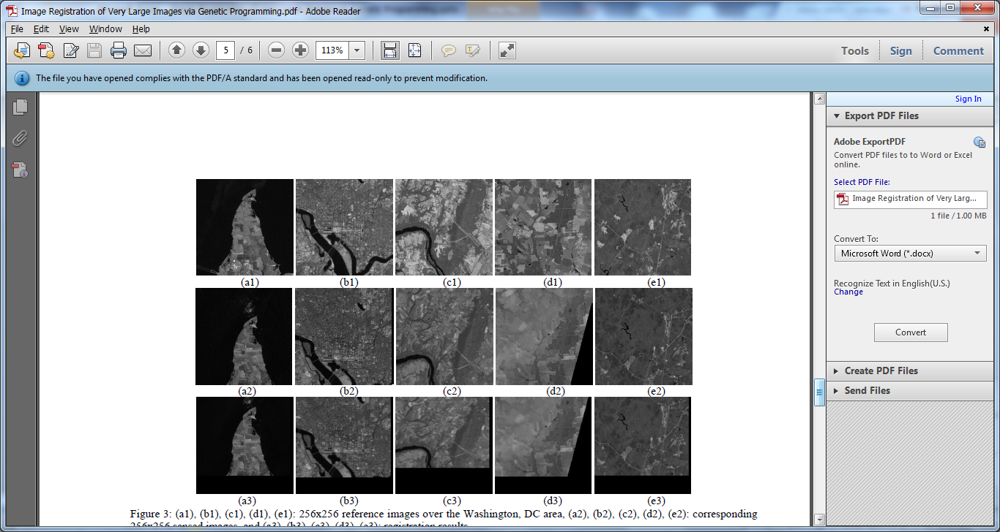 Image Registration of Very Large Images via Genetic Programming.pdf - Adobe Reader
File Edit View Window Help
5 / 6 113% Tools Sign Comment
The file you have opened complies with the PDF/A standard and has been opened read-only to prevent modification.
(a1) (b1) (c1) (d1) (e1)
(a2) (b2) (c2) (d2) (e2)
(a3) (b3) (c3) (d3) (e3)
Figure 3: (a1), (b1), (c1), (d1), (e1): 256x256 reference images over the Washington, DC area, (a2), (b2), (c2), (d2), (e2): corresponding
256x256 sensed images, and (a3), (b3), (c3), (d3), (e3): registration results
Sign In
Export PDF Files
Adobe ExportPDF
Convert PDF files to to Word or Excel
online.
Select PDF File:
Image Registration of Very Larg...
1 file / 1.00 MB
Convert To:
Microsoft Word (*.docx)
Recognize Text in English(U.S.)
Change
Convert
Create PDF Files
Send Files